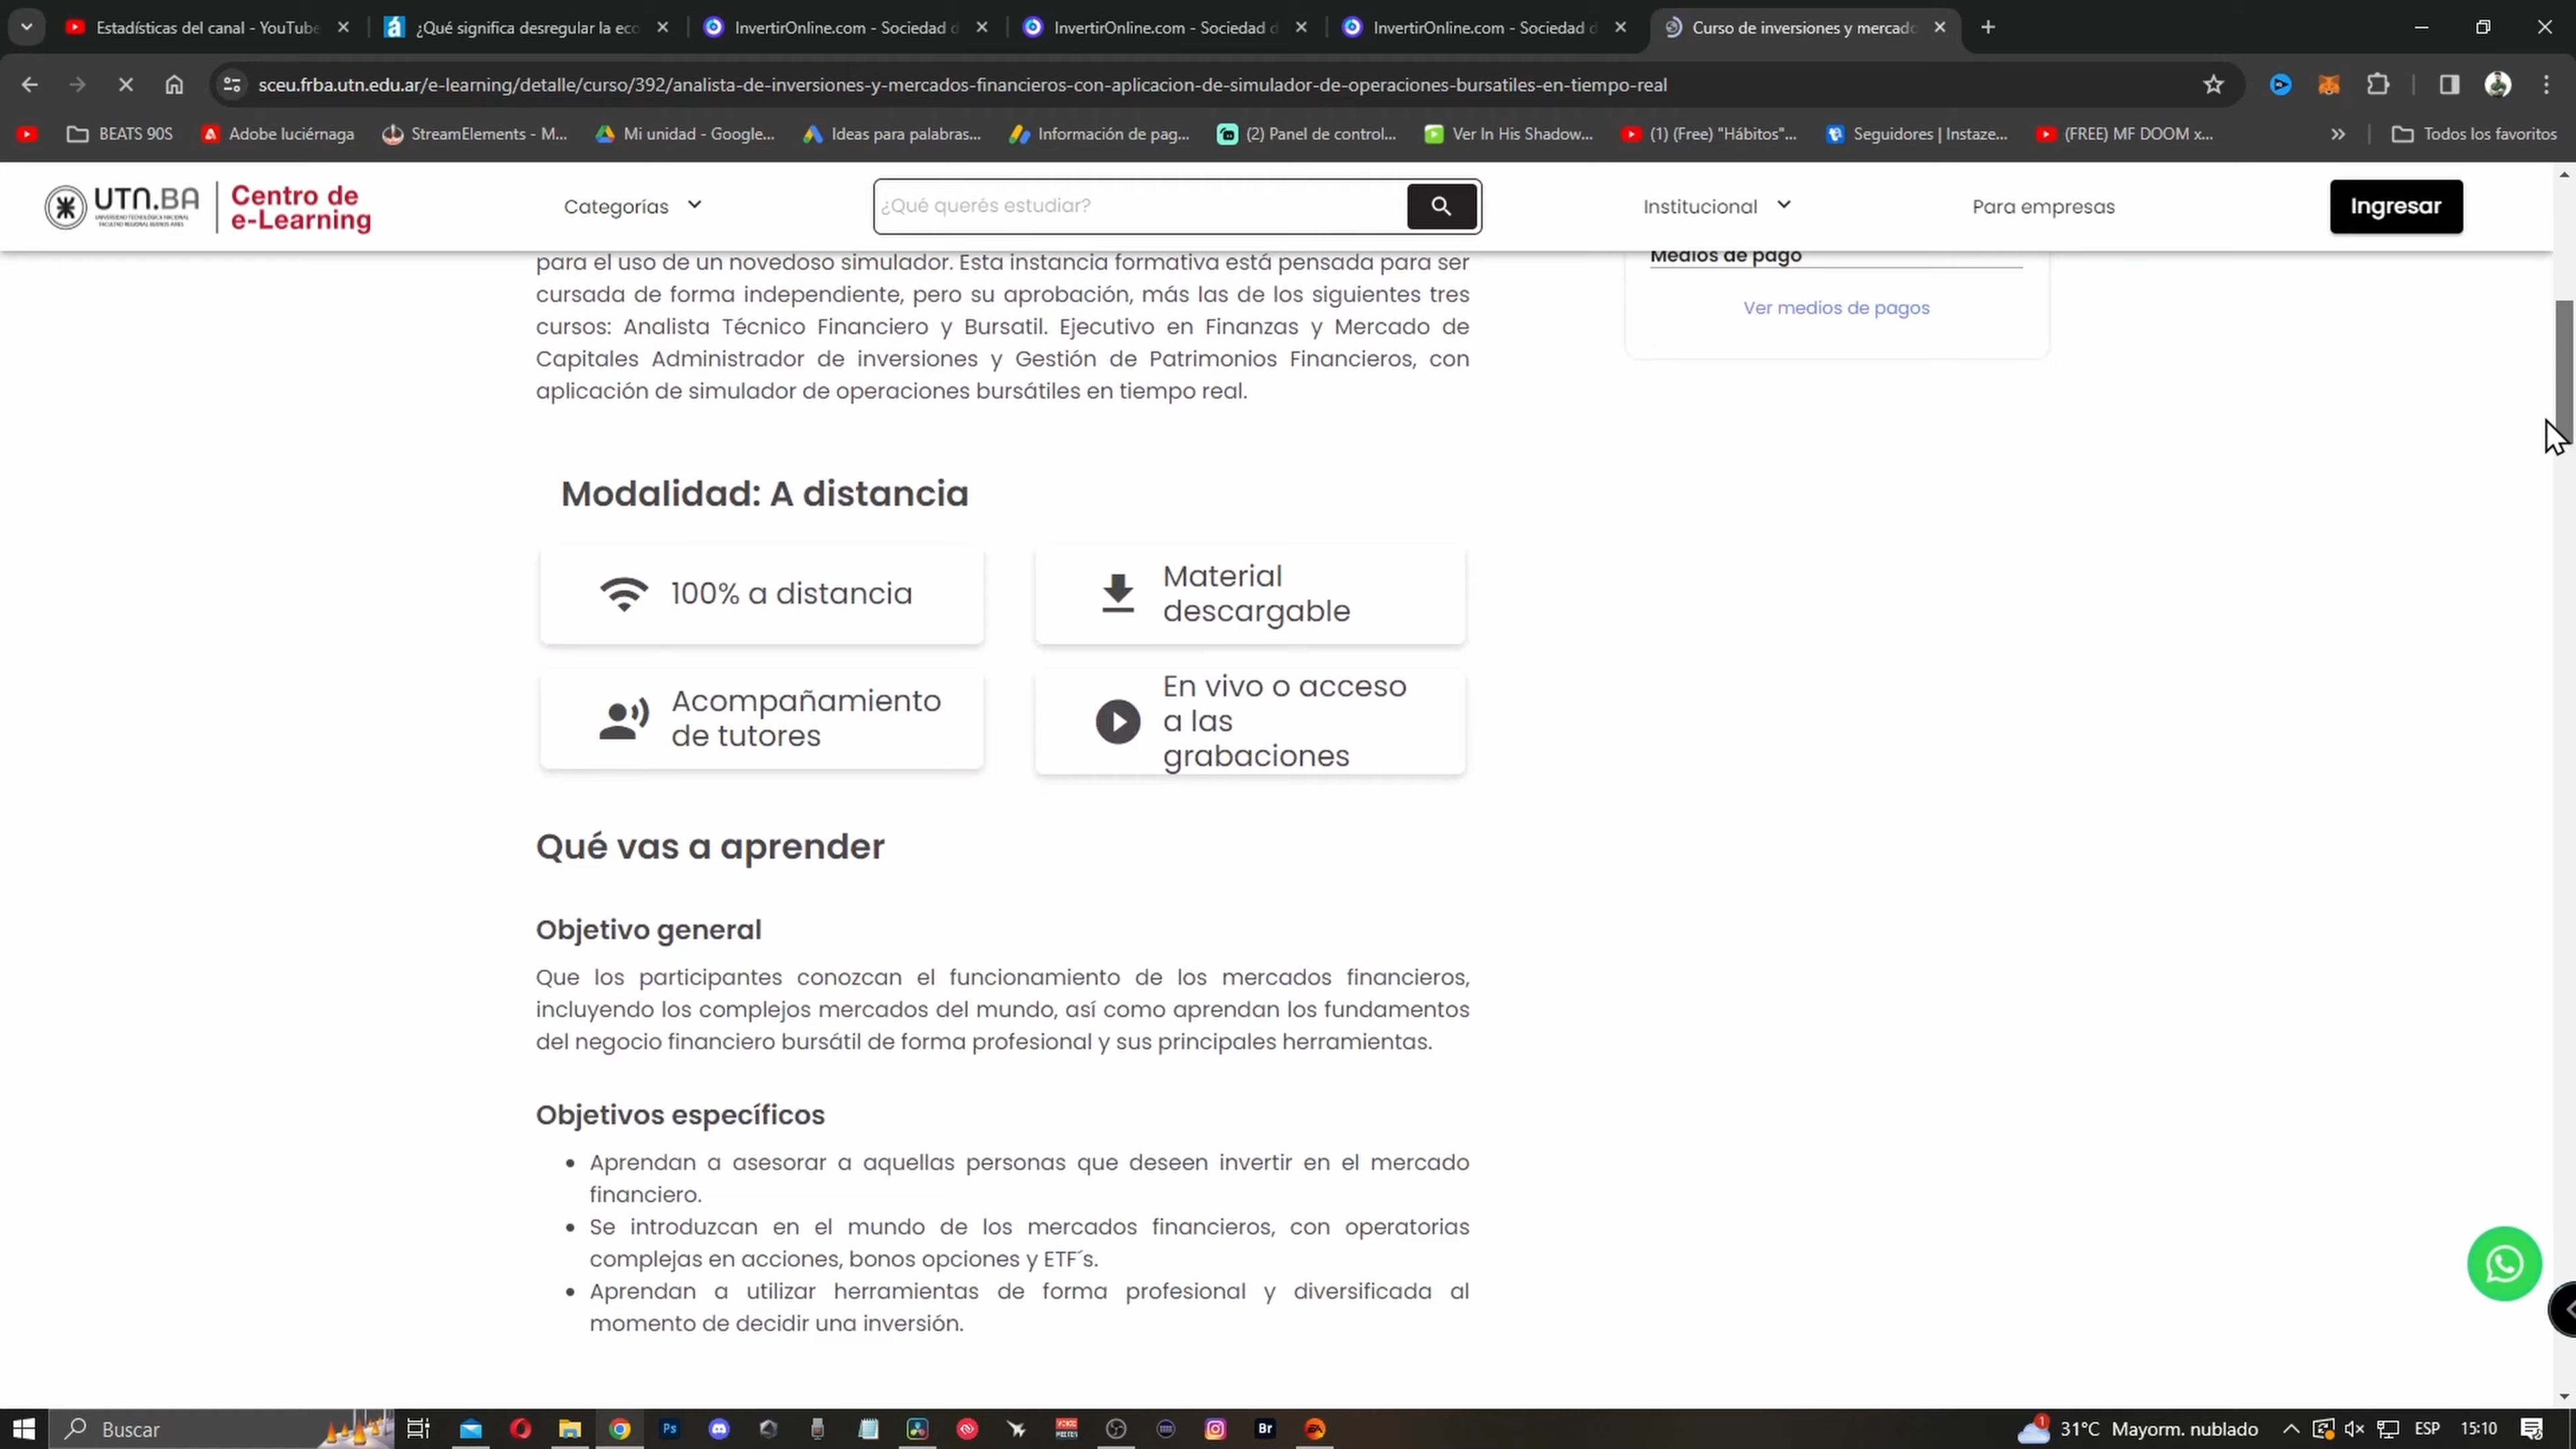 Estadísticas del canal - YouTube
¿Qué significa desregular la eco
InvertirOnline.com - Sociedad d
InvertirOnline.com - Sociedad d
InvertirOnline.com - Sociedad d
Curso de inversiones y mercado
sceu.frba.utn.edu.ar/e-learning/detalle/curso/392/analista-de-inversiones-y-mercados-financieros-con-aplicacion-de-simulador-de-operaciones-bursatiles-en-tiempo-real
BEATS 90S
Adobe luciérnaga
StreamElements - M...
Mi unidad - Google...
Ideas para palabras...
Información de pag...
(2) Panel de control...
Ver In His Shadow...
(1) (Free) "Hábitos"...
Seguidores | Instaze...
(FREE) MF DOOM x...
Todos los favoritos
UTN.BA
UNIVERSIDAD TECNOLÓGICA NACIONAL
FACULTAD REGIONAL BUENOS AIRES
Centro de
e-Learning
Categorías
¿Qué querés estudiar?
Institucional
Para empresas
Ingresar
para el uso de un novedoso simulador. Esta instancia formativa está pensada para ser
cursada de forma independiente, pero su aprobación, más las de los siguientes tres
cursos: Analista Técnico Financiero y Bursatil. Ejecutivo en Finanzas y Mercado de
Capitales Administrador de inversiones y Gestión de Patrimonios Financieros, con
aplicación de simulador de operaciones bursátiles en tiempo real.
Medios de pago
Ver medios de pagos
Modalidad: A distancia
100% a distancia
Material
descargable
Acompañamiento
de tutores
En vivo o acceso
a las
grabaciones
Qué vas a aprender
Objetivo general
Que los participantes conozcan el funcionamiento de los mercados financieros,
incluyendo los complejos mercados del mundo, así como aprendan los fundamentos
del negocio financiero bursátil de forma profesional y sus principales herramientas.
Objetivos específicos
• Aprendan a asesorar a aquellas personas que deseen invertir en el mercado
financiero.
• Se introduzcan en el mundo de los mercados financieros, con operatorias
complejas en acciones, bonos opciones y ETF´s.
• Aprendan a utilizar herramientas de forma profesional y diversificada al
momento de decidir una inversión.
Buscar
Ps
Br
EA
1
31°C Mayorm. nublado
ESP
15:10